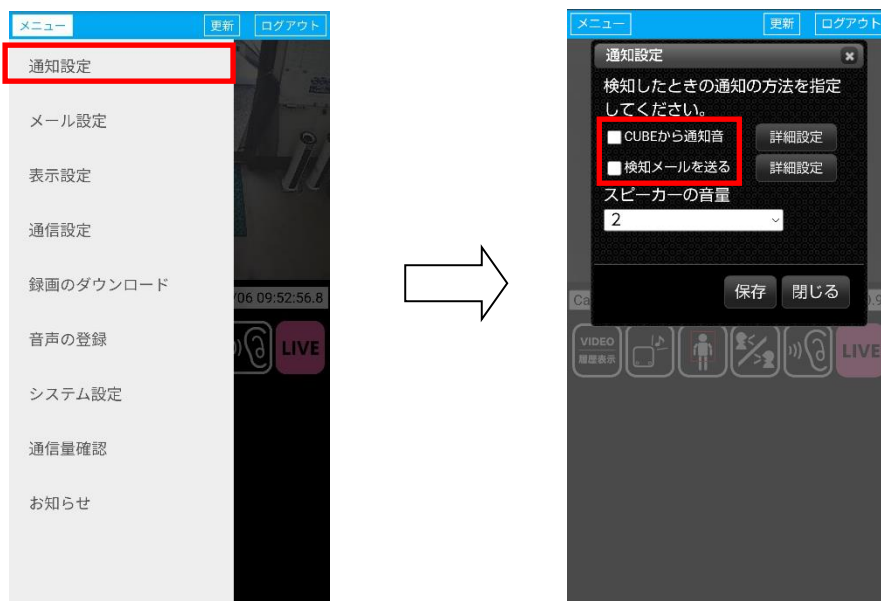 メニュー
更新
ログアウト
通知設定
メール設定
表示設定
通信設定
録画のダウンロード
音声の登録
システム設定
通信量確認
お知らせ
/06 09:52:56.8
LIVE
メニュー
更新
ログアウト
通知設定
検知したときの通知の方法を指定
してください。
CUBEから通知音
詳細設定
検知メールを送る
詳細設定
スピーカーの音量
2
保存
閉じる
Ca
0.9
VIDEO
履歴表示
LIVE